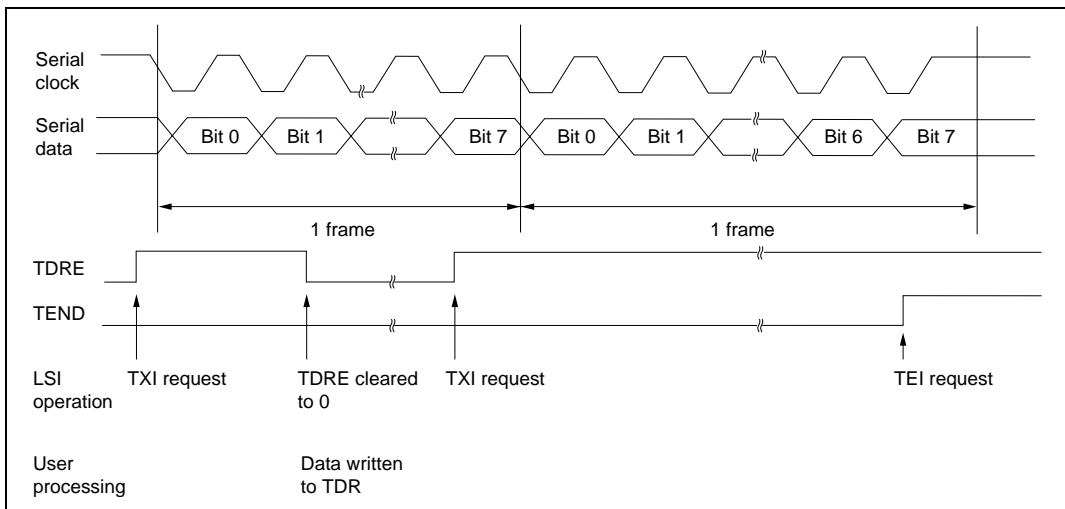 Serial
clock
Serial
data
Bit 0
Bit 1
Bit 7
Bit 0
Bit 1
Bit 6
Bit 7
1 frame
1 frame
TDRE
TEND
LSI
operation
TXI request
TDRE cleared
to 0
TXI request
TEI request
User
processing
Data written
to TDR